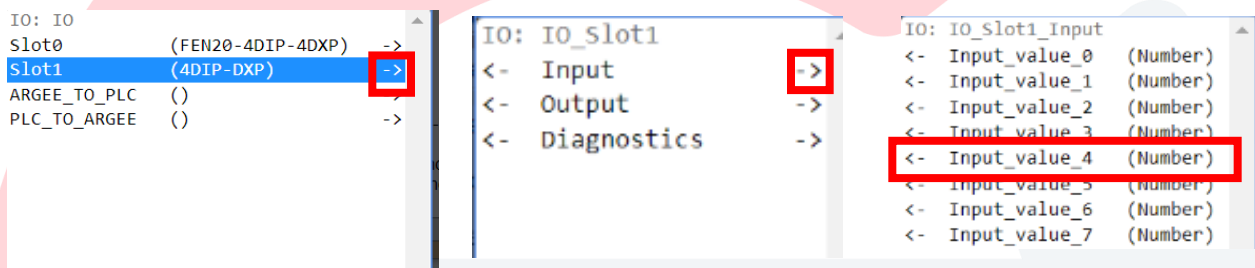 IO: IO
Slot0 (FEN20-4DIP-4DXP) ->
Slot1 (4DIP-DXP) ->
ARGEE_TO_PLC () ->
PLC_TO_ARGEE () ->
IO: IO_Slot1
<- Input ->
<- Output ->
<- Diagnostics ->
IO: IO_Slot1_Input
<- Input_value_0 (Number)
<- Input_value_1 (Number)
<- Input_value_2 (Number)
<- Input_value_3 (Number)
<- Input_value_4 (Number)
<- Input_value_5 (Number)
<- Input_value_6 (Number)
<- Input_value_7 (Number)